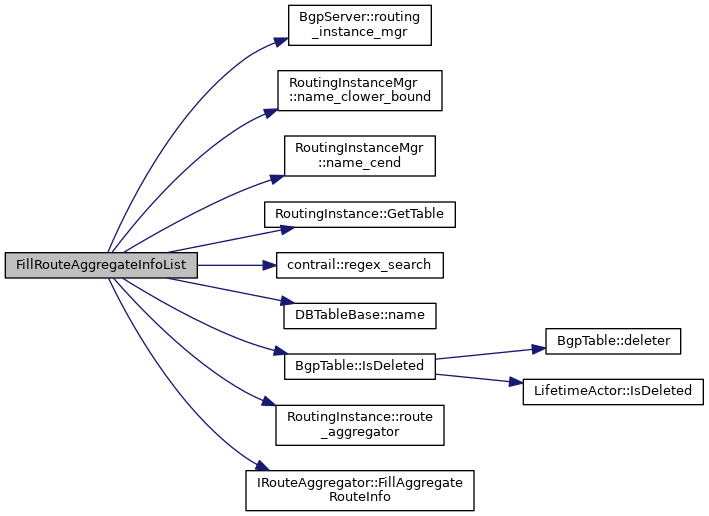 BgpServer::routing
_instance_mgr
RoutingInstanceMgr
::name_clower_bound
RoutingInstanceMgr
::name_cend
RoutingInstance::GetTable
FillRouteAggregateInfoList
contrail::regex_search
DBTableBase::name
BgpTable::IsDeleted
BgpTable::deleter
LifetimeActor::IsDeleted
RoutingInstance::route
_aggregator
IRouteAggregator::FillAggregate
RouteInfo